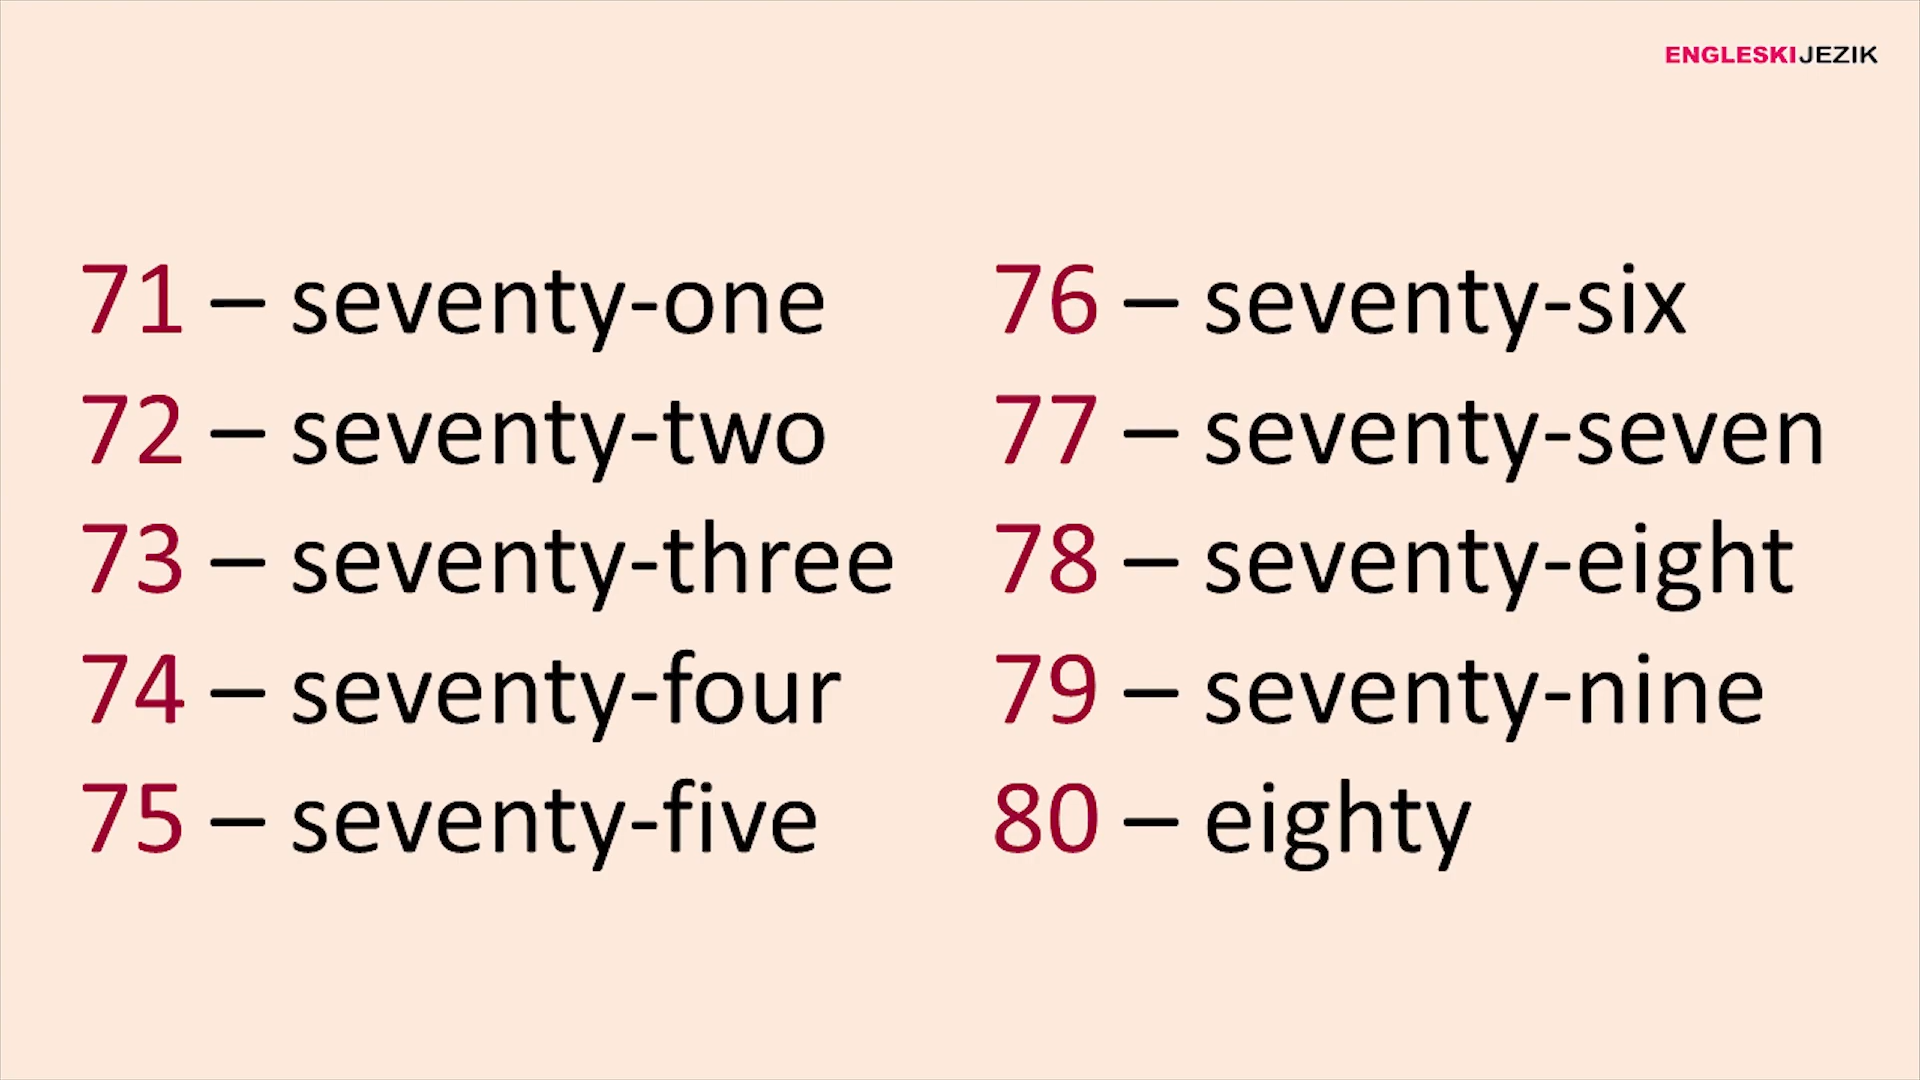 ENGLESKIJEZIK
71 – seventy-one
72 – seventy-two
73 – seventy-three
74 – seventy-four
75 – seventy-five
76 – seventy-six
77 – seventy-seven
78 – seventy-eight
79 – seventy-nine
80 – eighty